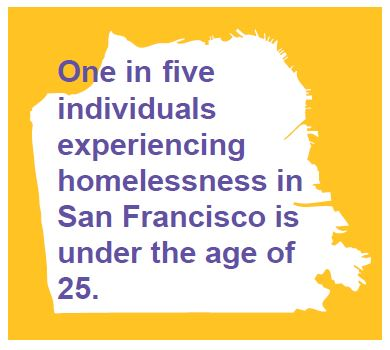 One in five
individuals
experiencing
homelessness in
San Francisco is
under the age of
25.